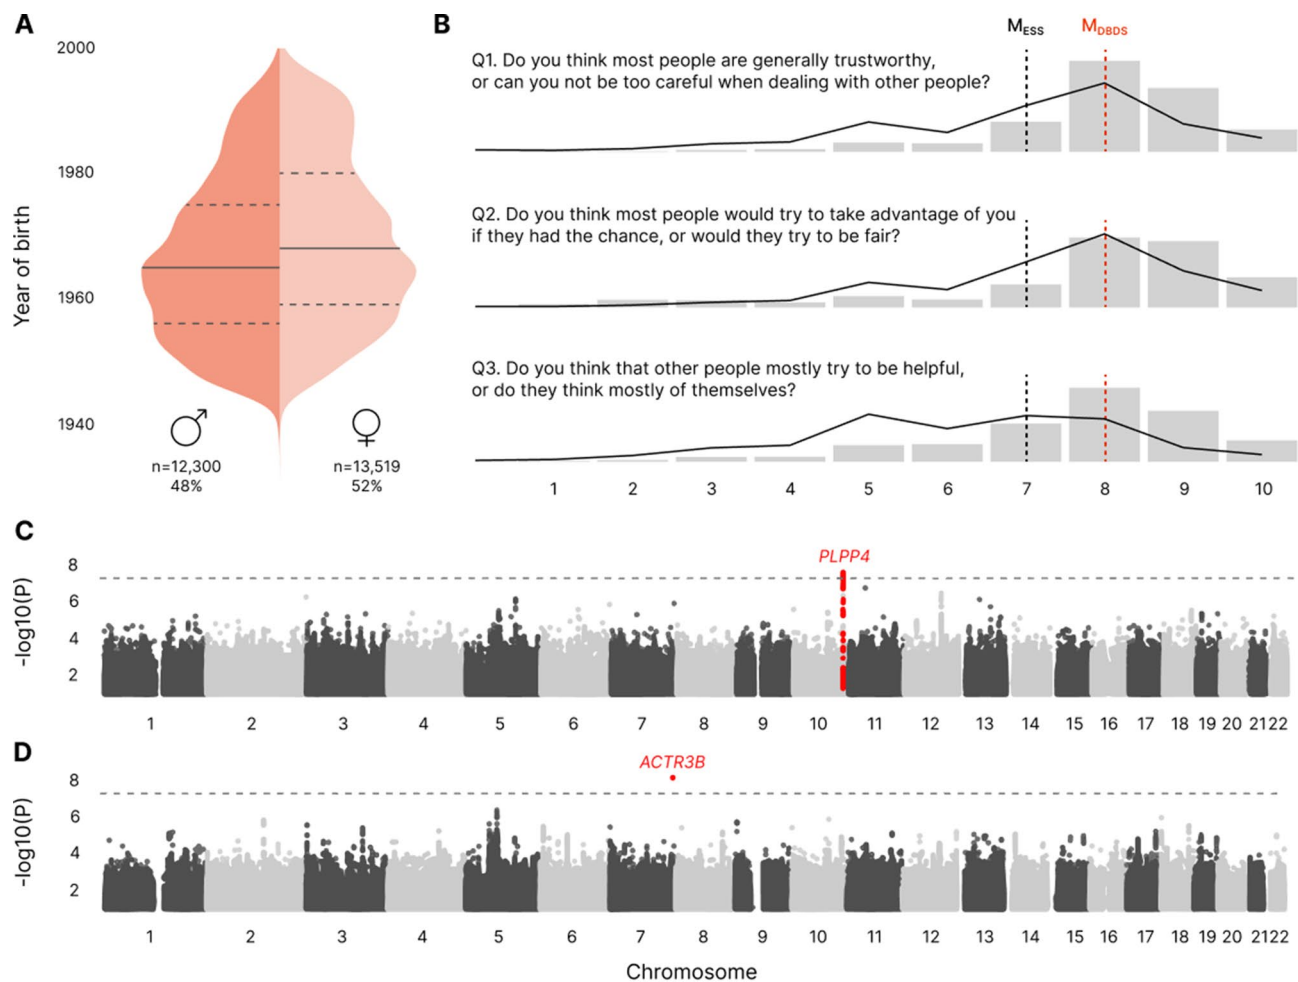 A
2000
1980
1960
1940
Year of birth
n=12,300
48%
n=13,519
52%
B
MESS
MDBDS
Q1. Do you think most people are generally trustworthy,
or can you not be too careful when dealing with other people?
Q2. Do you think most people would try to take advantage of you
if they had the chance, or would they try to be fair?
Q3. Do you think that other people mostly try to be helpful,
or do they think mostly of themselves?
1 2 3 4 5 6 7 8 9 10
C
PLPP4
8
6
4
2
-log10(P)
1 2 3 4 5 6 7 8 9 10 11 12 13 14 15 16 17 18 19 20 21 22
D
ACTR3B
8
6
4
2
-log10(P)
1 2 3 4 5 6 7 8 9 10 11 12 13 14 15 16 17 18 19 20 21 22
Chromosome